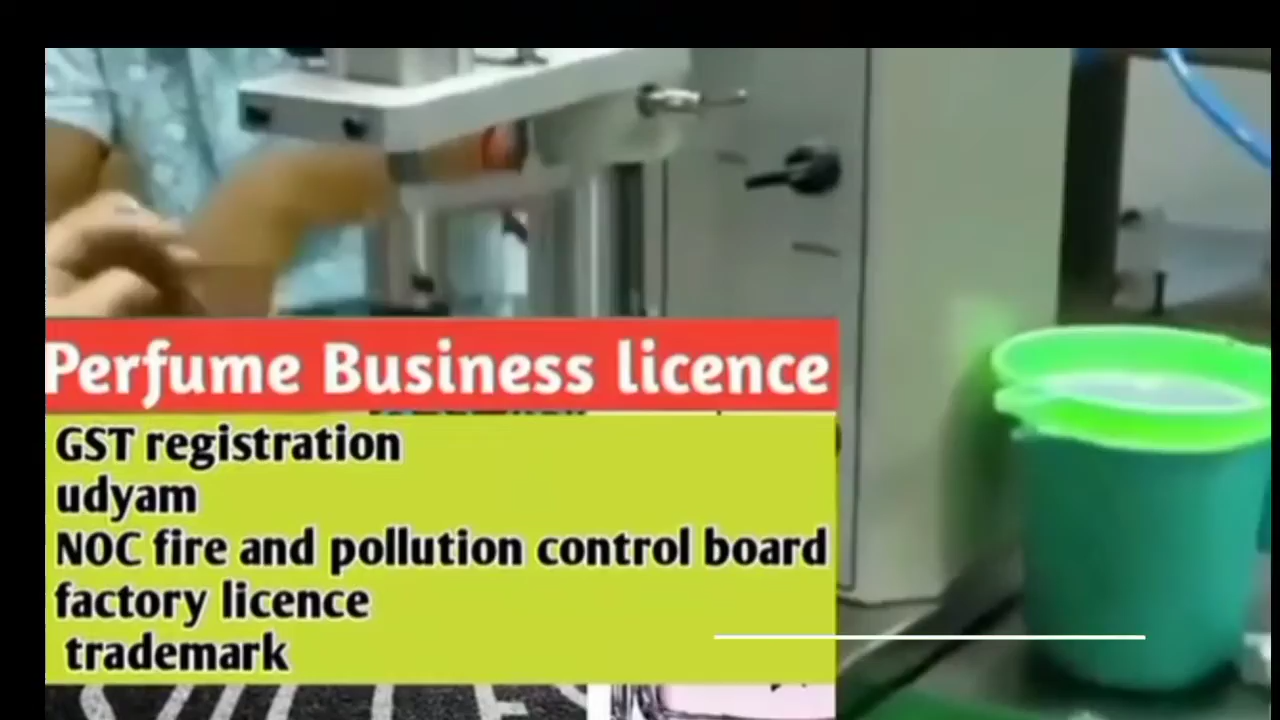 Perfume Business licence
GST registration
udyam
NOC fire and pollution control board
factory licence
trademark